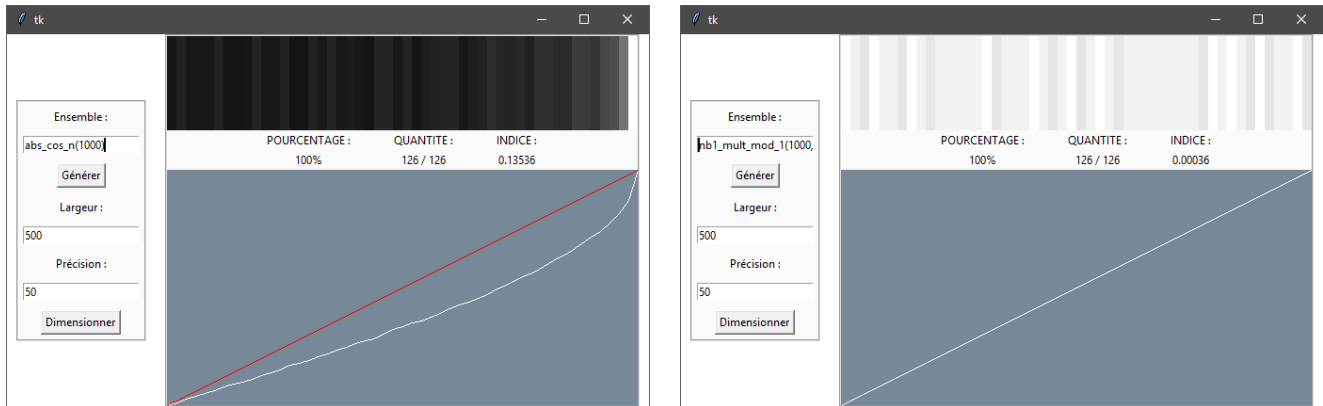 tk
Ensemble :
abs_cos_n(1000)
Générer
Largeur :
500
Précision :
50
Dimensionner
POURCENTAGE : QUANTITE : INDICE :
100% 126 / 126 0.13536
tk
Ensemble :
nb1_mult_mod_1(1000,
Générer
Largeur :
500
Précision :
50
Dimensionner
POURCENTAGE : QUANTITE : INDICE :
100% 126 / 126 0.00036